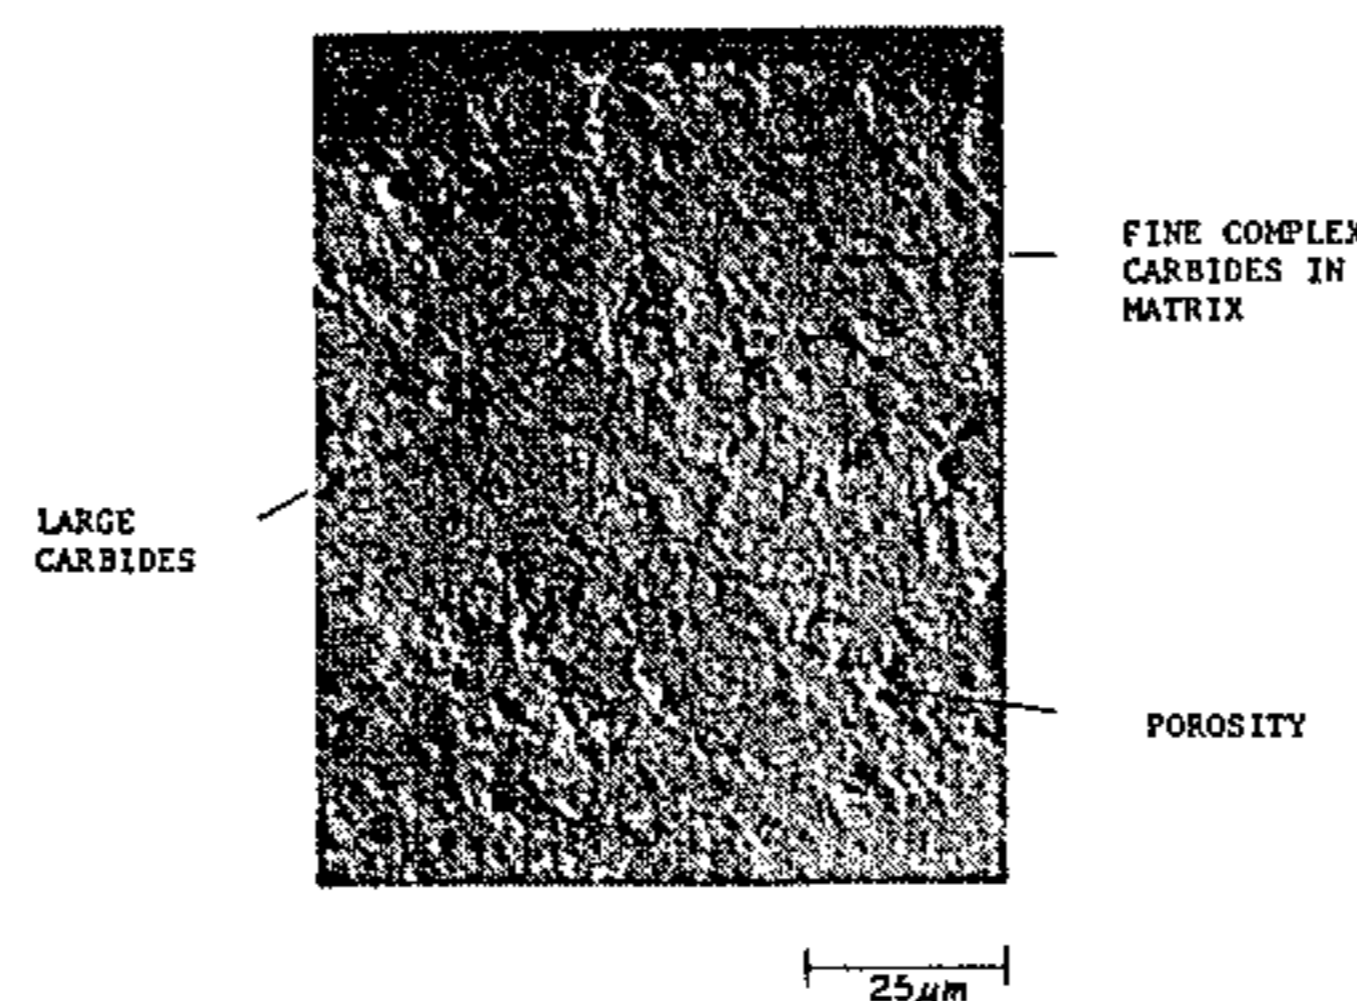 FINE COMPLEX
CARBIDES IN
MATRIX
LARGE
CARBIDES
POROSITY
25μm